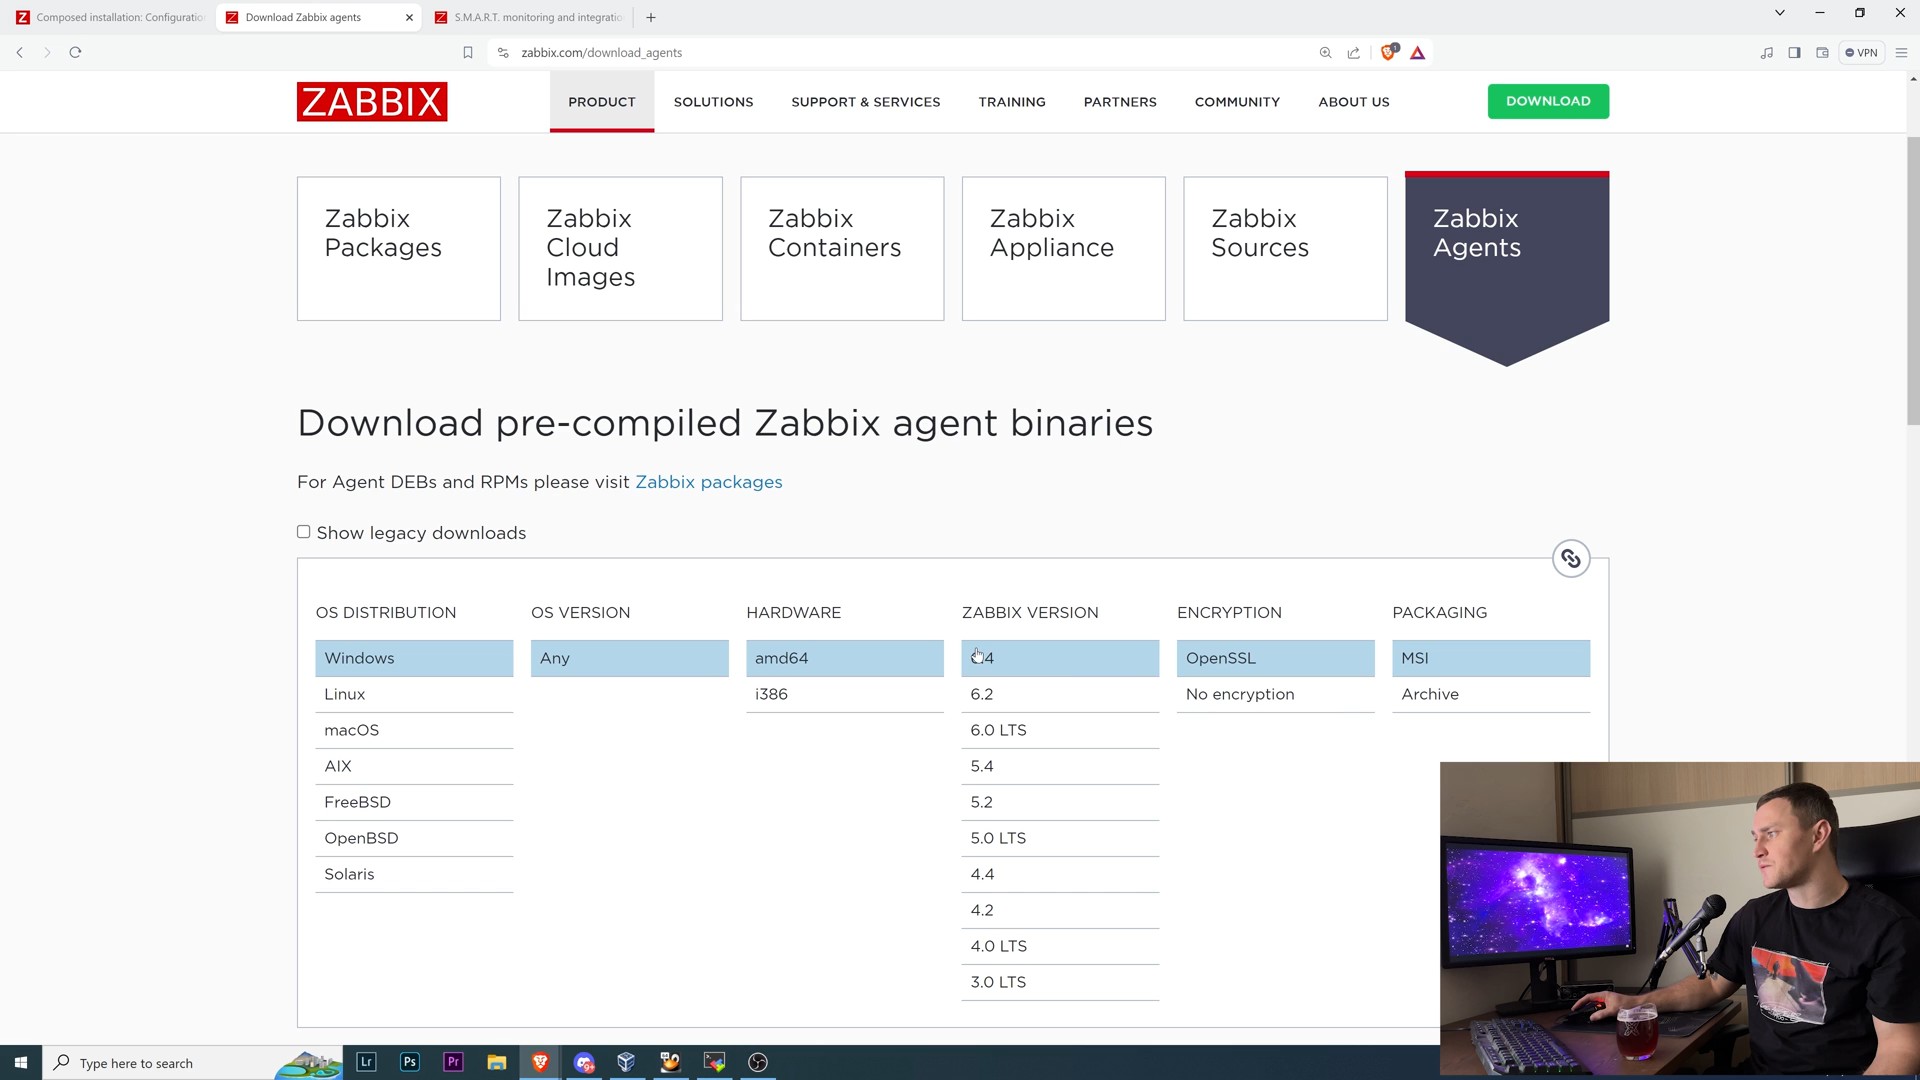 Composed installation: Configuration
Download Zabbix agents
S.M.A.R.T. monitoring and integratio
zabbix.com/download_agents
1
VPN
ZABBIX
PRODUCT
SOLUTIONS
SUPPORT & SERVICES
TRAINING
PARTNERS
COMMUNITY
ABOUT US
DOWNLOAD
Zabbix
Packages
Zabbix
Cloud
Images
Zabbix
Containers
Zabbix
Appliance
Zabbix
Sources
Zabbix
Agents
Download pre-compiled Zabbix agent binaries
For Agent DEBs and RPMs please visit Zabbix packages
Show legacy downloads
OS DISTRIBUTION
Windows
Linux
macOS
AIX
FreeBSD
OpenBSD
Solaris
OS VERSION
Any
HARDWARE
amd64
i386
ZABBIX VERSION
6.4
6.2
6.0 LTS
5.4
5.2
5.0 LTS
4.4
4.2
4.0 LTS
3.0 LTS
ENCRYPTION
OpenSSL
No encryption
PACKAGING
MSI
Archive
Type here to search
Lr
Ps
Pr
9+